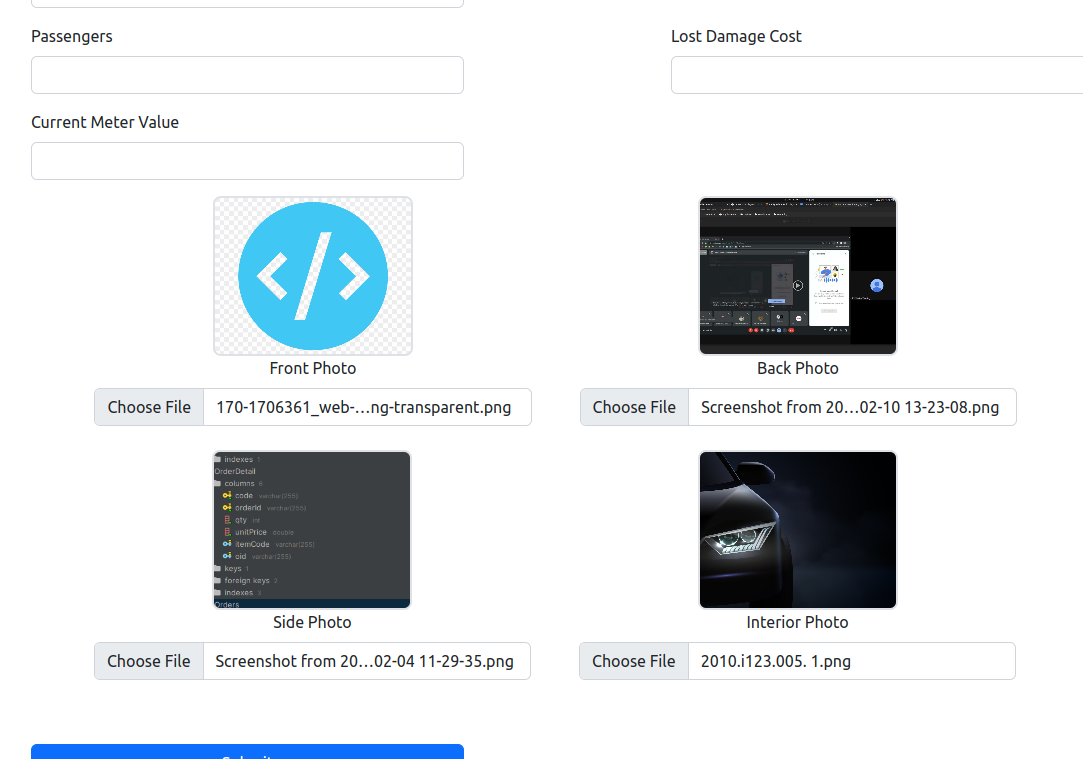 Passengers
Lost Damage Cost
Current Meter Value
</>
Front Photo
Back Photo
Choose File 170-1706361_web-...ng-transparent.png
Choose File Screenshot from 20...02-10 13-23-08.png
indexes 1
OrderDetail
columns 6
code varchar(255)
orderId varchar(255)
qty int
unitPrice double
itemCode varchar(255)
oid varchar(255)
keys 1
foreign keys 2
indexes 3
Orders
Side Photo
Interior Photo
Choose File Screenshot from 20...02-04 11-29-35.png
Choose File 2010.i123.005. 1.png